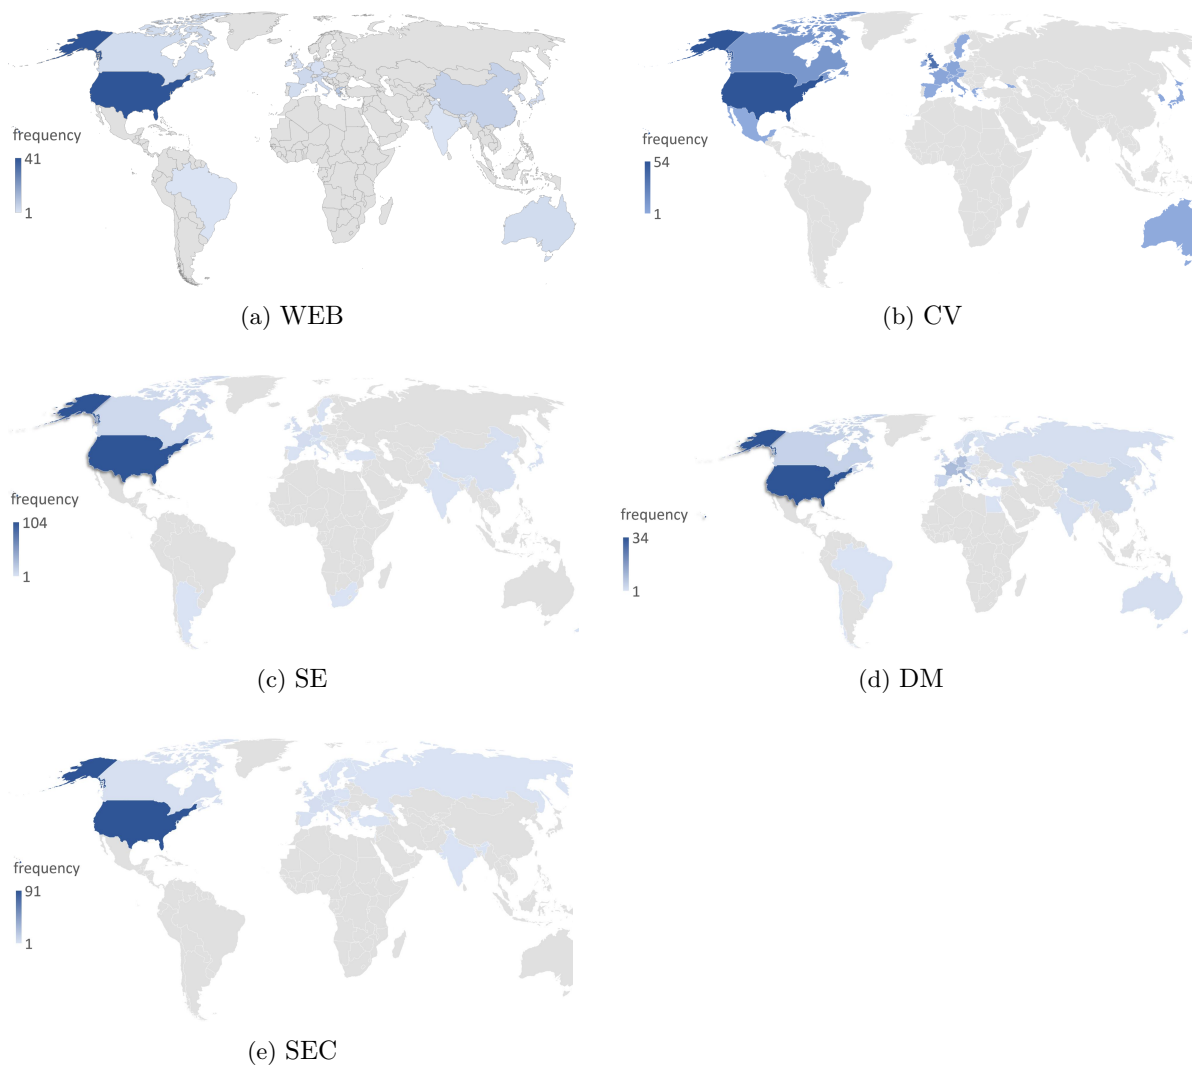 frequency
41
1
(a) WEB
frequency
54
1
(b) CV
frequency
104
1
(c) SE
frequency
34
1
(d) DM
frequency
91
1
(e) SEC